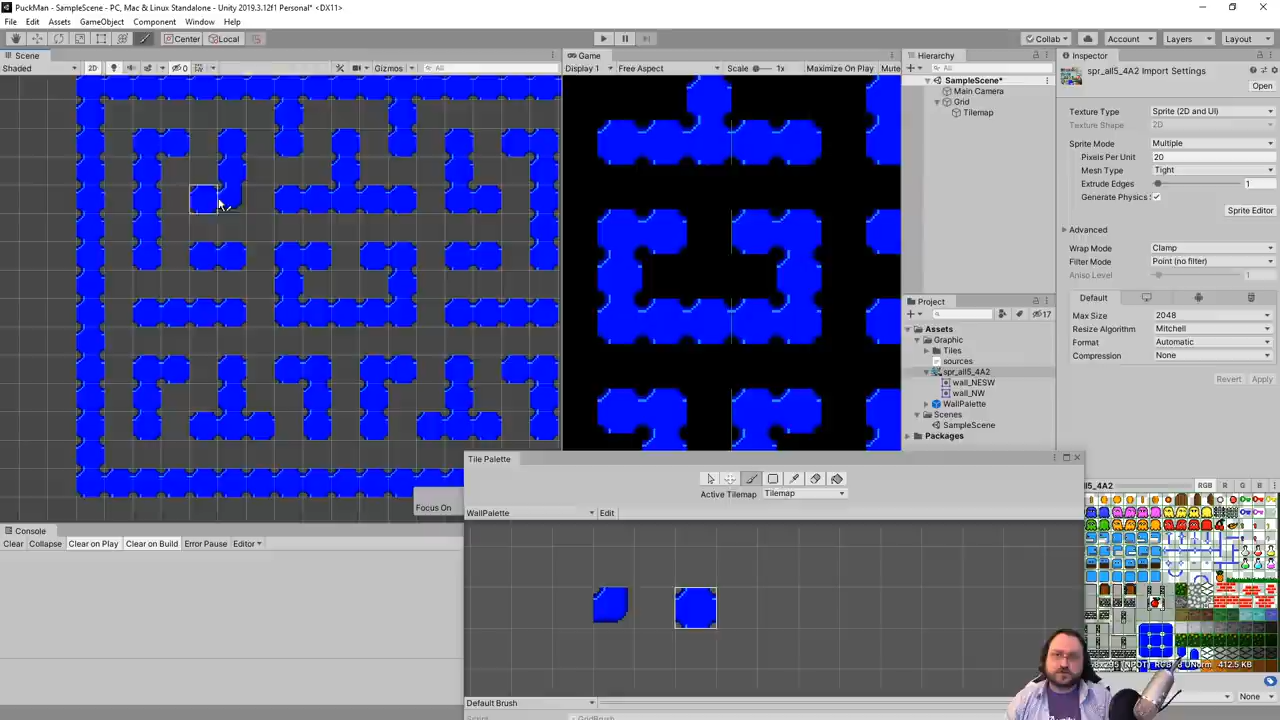 PuckMan - SampleScene - PC, Mac & Linux Standalone - Unity 2019.3.12f1 Personal* <DX11>
File Edit Assets GameObject Component Window Help
Center Local Collab Account Layers Layout
Scene Game Hierarchy Inspector
Shaded 2D 0 Gizmos All
Display 1 Free Aspect Scale 1x Maximize On Play Mute
All
SampleScene*
Main Camera
Grid
Tilemap
spr_all5_4A2 Import Settings
Open
Texture Type Sprite (2D and UI)
Texture Shape 2D
Sprite Mode Multiple
Pixels Per Unit 20
Mesh Type Tight
Extrude Edges 1
Generate Physics
Sprite Editor
Advanced
Wrap Mode Clamp
Filter Mode Point (no filter)
Aniso Level 1
Default
Max Size 2048
Resize Algorithm Mitchell
Format Automatic
Compression None
Revert Apply
Project
17
Assets
Graphic
Tiles
sources
spr_all5_4A2
wall_NESW
wall_NW
WallPalette
Scenes
SampleScene
Packages
Tile Palette
Active Tilemap Tilemap
WallPalette Edit
Default Brush
Focus On
Console
Clear Collapse Clear on Play Clear on Build Error Pause Editor
RGB R G B
412.5 KB
None